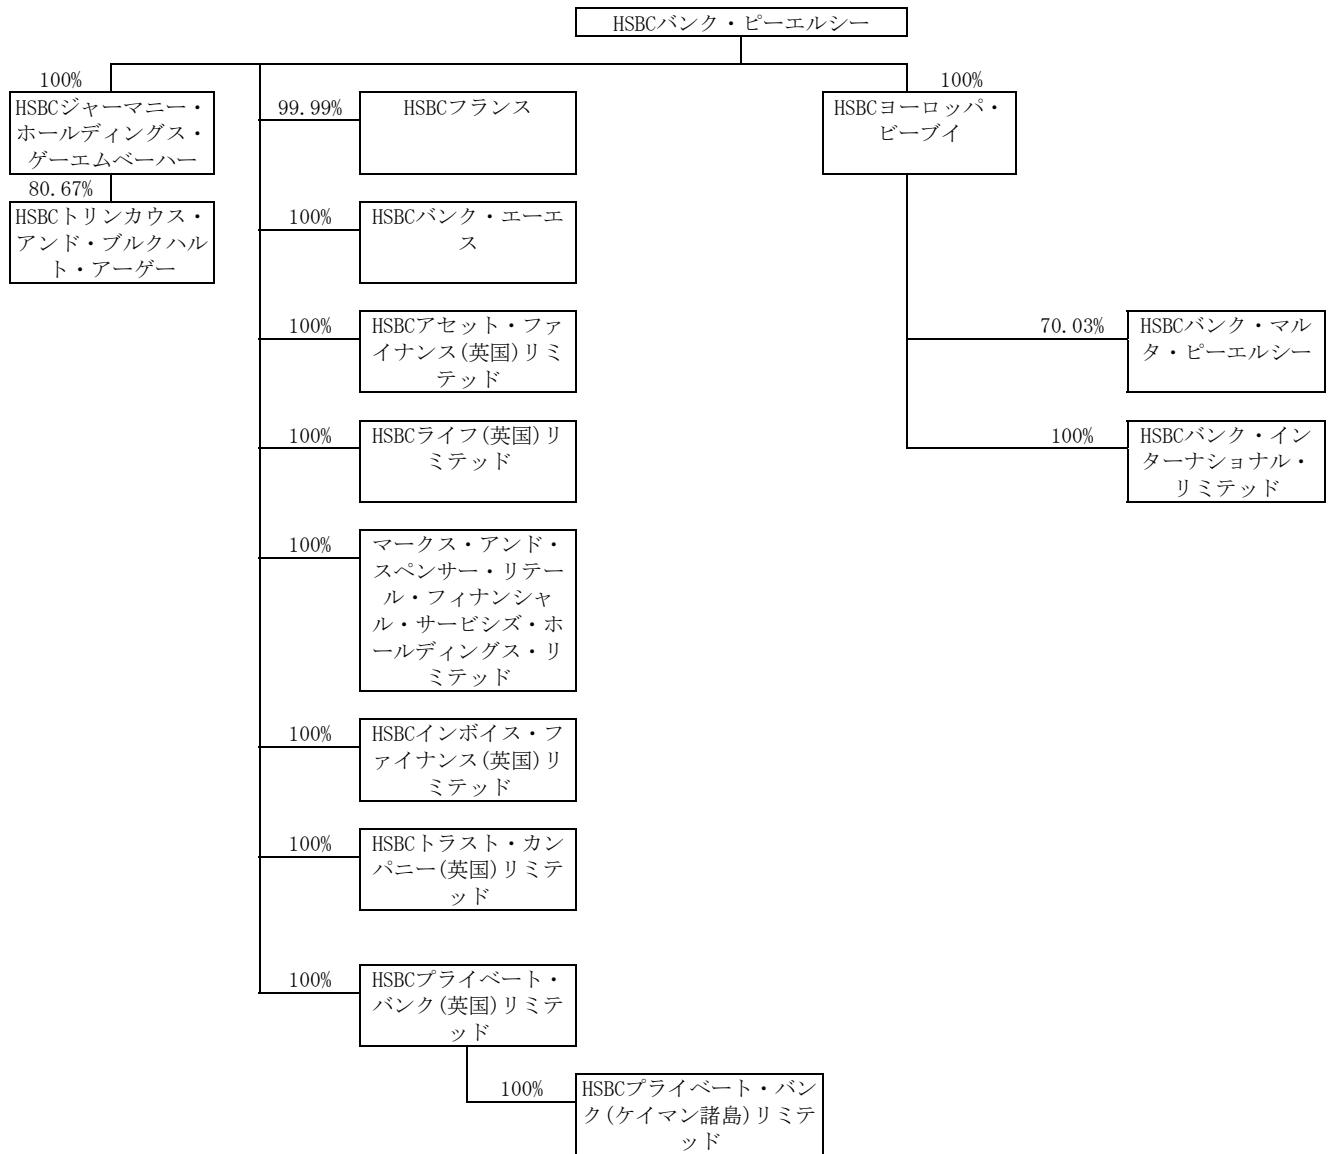 HSBCバンク・ピーエルシー
100%
HSBCジャーマニー・
ホールディングス・
ゲーエムベーハー
80.67%
HSBCトリンカウス・
アンド・ブルクハル
ト・アーゲー
99.99%
HSBCフランス
100%
HSBCバンク・エーエ
ス
100%
HSBCアセット・ファ
イナンス(英国)リミ
テッド
100%
HSBCライフ(英国)リ
ミテッド
100%
マークス・アンド・
スペンサー・リテー
ル・フィナンシャ
ル・サービシズ・ホ
ールディングス・リ
ミテッド
100%
HSBCインボイス・フ
ァイナンス(英国)リ
ミテッド
100%
HSBCトラスト・カン
パニー(英国)リミテ
ッド
100%
HSBCプライベート・
バンク(英国)リミテ
ッド
100%
HSBCプライベート・バン
ク(ケイマン諸島)リミテ
ッド
100%
HSBCヨーロッパ・
ビーブイ
70.03%
HSBCバンク・マル
タ・ピーエルシー
100%
HSBCバンク・イン
ターナショナル・
リミテッド